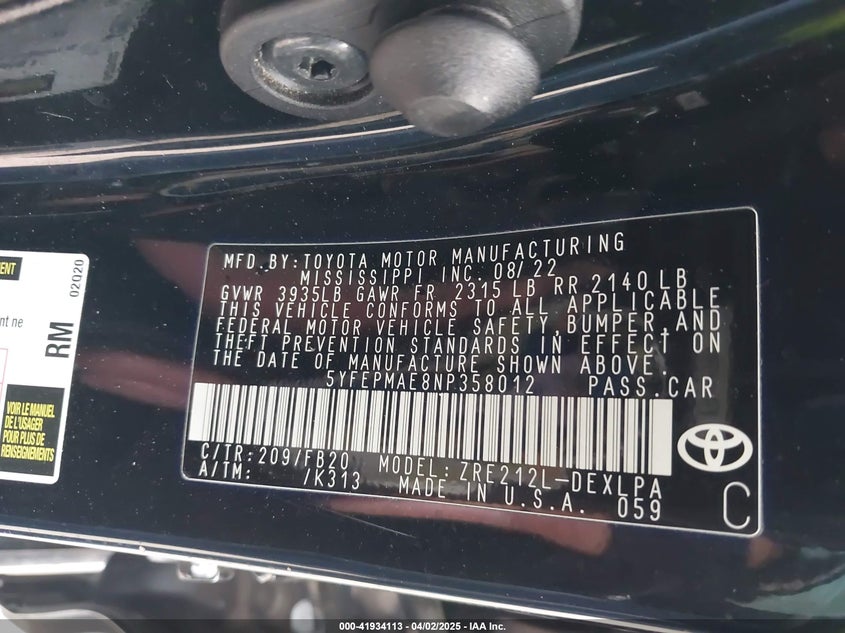 MFD. BY: TOYOTA MOTOR MANUFACTURING
MISSISSIPPI INC. 08/22
GVWR 3935LB GAWR FR 2315 LB RR 2140 LB
THIS VEHICLE CONFORMS TO ALL APPLICABLE
FEDERAL MOTOR VEHICLE SAFETY, BUMPER, AND
THEFT PREVENTION STANDARDS IN EFFECT ON
THE DATE OF MANUFACTURE SHOWN ABOVE.
5YFEPMAE8NP358012 PASS. CAR
C/TR: 209/FB20 MODEL: ZRE212L-DEXLPA
A/TM: /K313 MADE IN U.S.A. 059
C
02020
RM
VOIR LE MANUEL
DE L'USAGER
POUR PLUS DE
RENSEIGNEMENTS
000-41934113 - 04/02/2025 - IAA Inc.